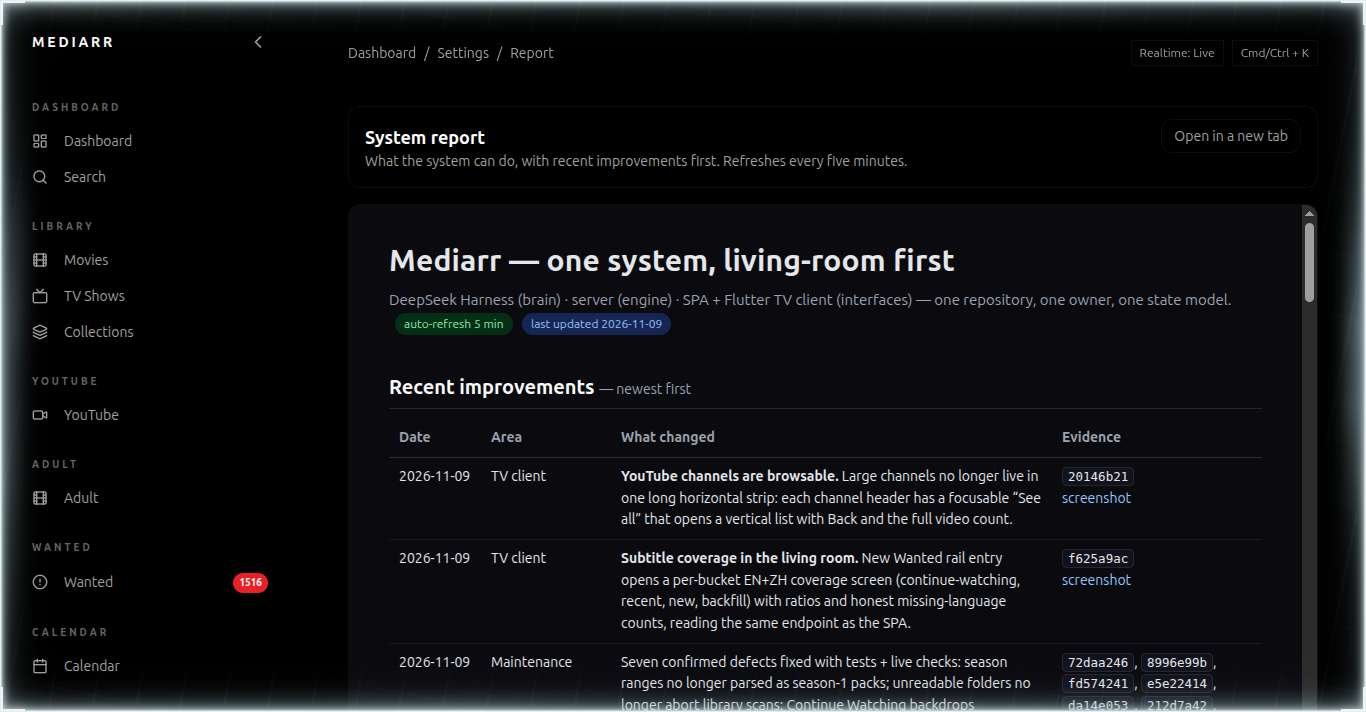 MEDIARR
DASHBOARD
Dashboard
Search
LIBRARY
Movies
TV Shows
Collections
YOUTUBE
YouTube
ADULT
Adult
WANTED
Wanted 1516
CALENDAR
Calendar
Dashboard / Settings / Report
Realtime: Live
Cmd/Ctrl + K
System report
What the system can do, with recent improvements first. Refreshes every five minutes.
Open in a new tab
Mediarr — one system, living-room first
DeepSeek Harness (brain) · server (engine) · SPA + Flutter TV client (interfaces) — one repository, one owner, one state model.
auto-refresh 5 min last updated 2026-11-09
Recent improvements — newest first
Date Area What changed Evidence
2026-11-09 TV client YouTube channels are browsable. Large channels no longer live in 20146b21
one long horizontal strip: each channel header has a focusable “See screenshot
all” that opens a vertical list with Back and the full video count.
2026-11-09 TV client Subtitle coverage in the living room. New Wanted rail entry f625a9ac
opens a per-bucket EN+ZH coverage screen (continue-watching, screenshot
recent, new, backfill) with ratios and honest missing-language
counts, reading the same endpoint as the SPA.
2026-11-09 Maintenance Seven confirmed defects fixed with tests + live checks: season 72daa246 , 8996e99b ,
ranges no longer parsed as season-1 packs; unreadable folders no fd574241 , e5e22414 ,
longer abort library scans; Continue Watching backdrops da14e053 , 212d7a42 ,